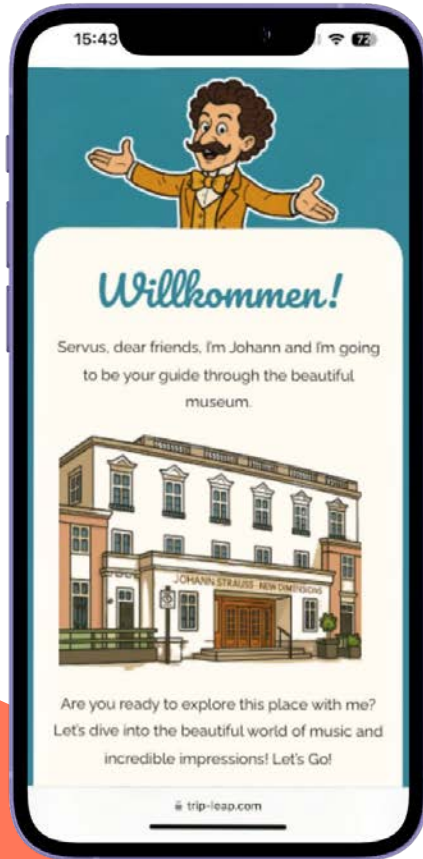 15:43
72
Willkommen!
Servus, dear friends, I'm Johann and I'm going
to be your guide through the beautiful
museum.
JOHANN STRAUSS - NEW DIMENSIONS
Are you ready to explore this place with me?
Let's dive into the beautiful world of music and
incredible impressions! Let's Go!
trip-leap.com